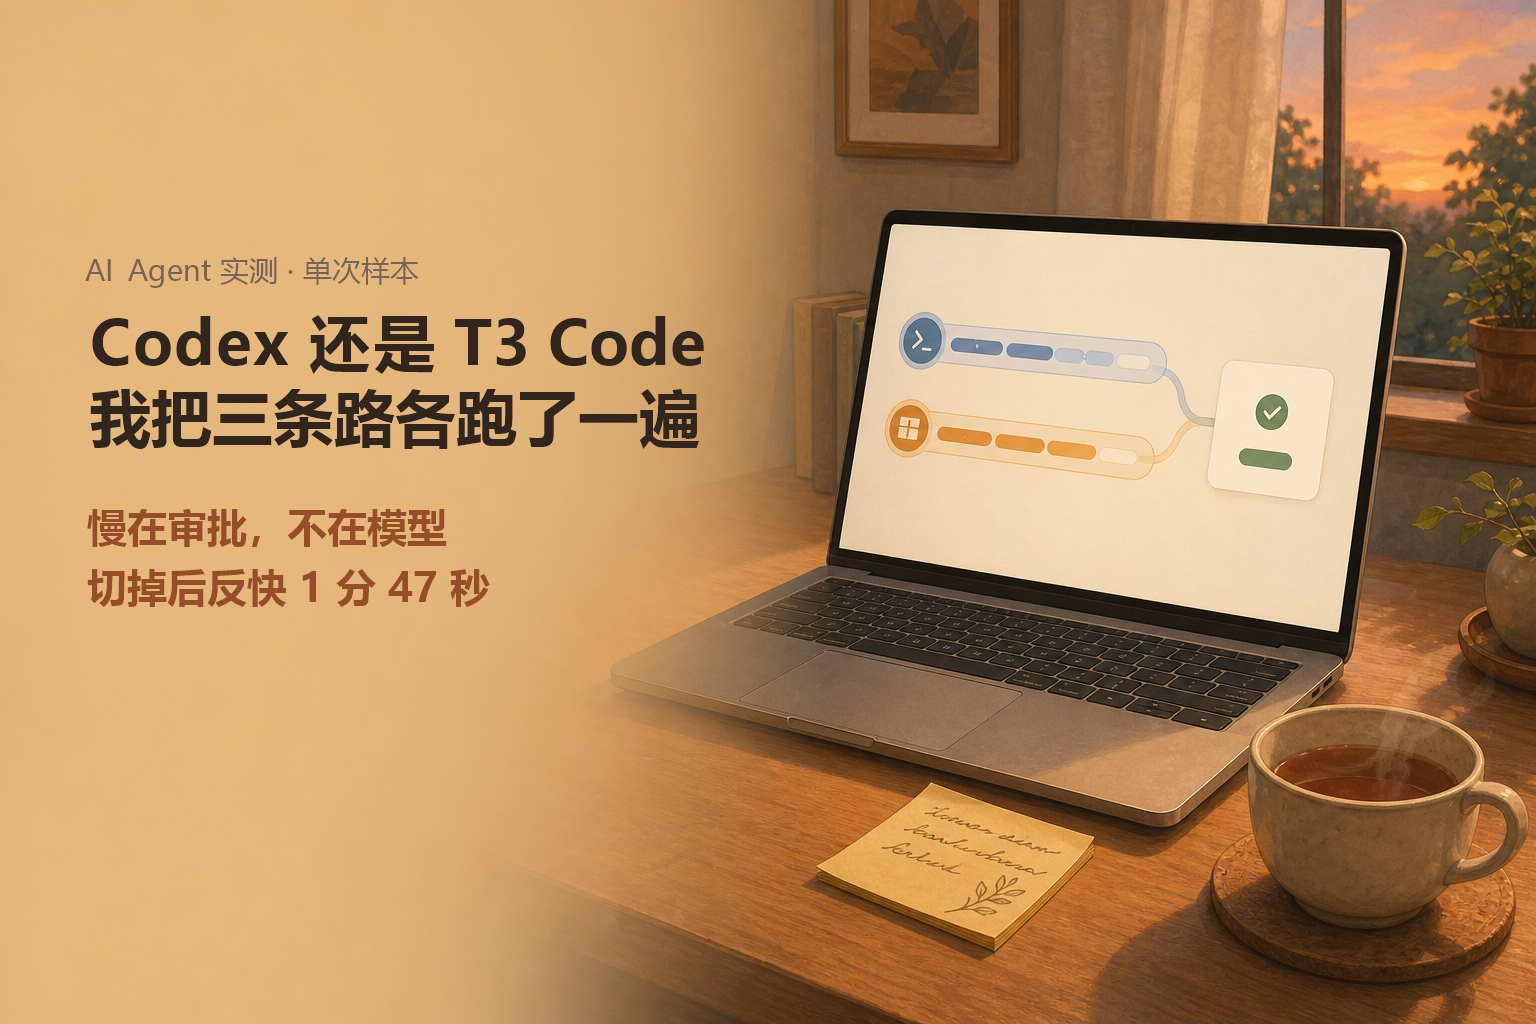 AI Agent 实测 · 单次样本
Codex 还是 T3 Code
我把三条路各跑了一遍
慢在审批，不在模型
切掉后反快 1 分 47 秒